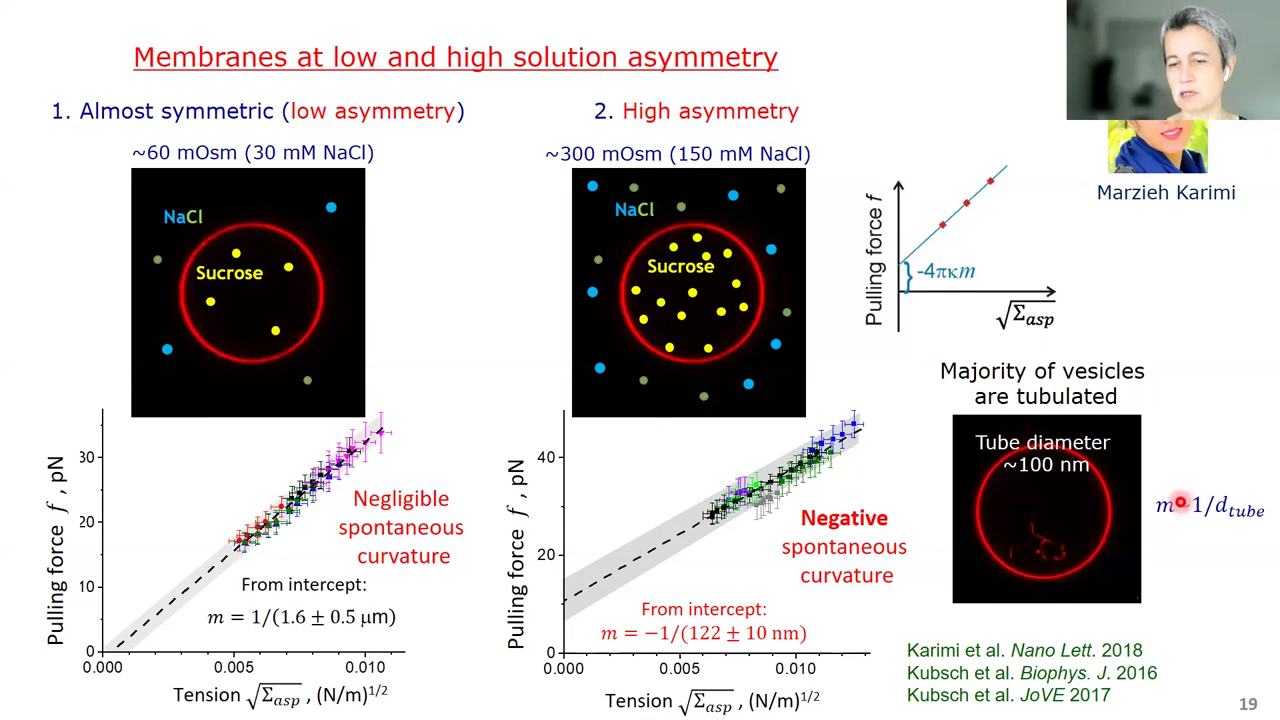 Membranes at low and high solution asymmetry
1. Almost symmetric (low asymmetry)
~60 mOsm (30 mM NaCl)
NaCl
Sucrose
Pulling force f , pN
30
20
10
0
0.000
0.005
0.010
Negligible
spontaneous
curvature
From intercept:
m = 1/(1.6 ± 0.5 μm)
Tension √Σasp , (N/m)1/2
2. High asymmetry
~300 mOsm (150 mM NaCl)
NaCl
Sucrose
Pulling force f , pN
40
20
0
0.000
0.005
0.010
Negative
spontaneous
curvature
From intercept:
m = −1/(122 ± 10 nm)
Tension √Σasp , (N/m)1/2
Marzieh Karimi
Pulling force f
-4πκm
√Σasp
Majority of vesicles
are tubulated
Tube diameter
~100 nm
m 1/dtube
Karimi et al. Nano Lett. 2018
Kubsch et al. Biophys. J. 2016
Kubsch et al. JoVE 2017
19